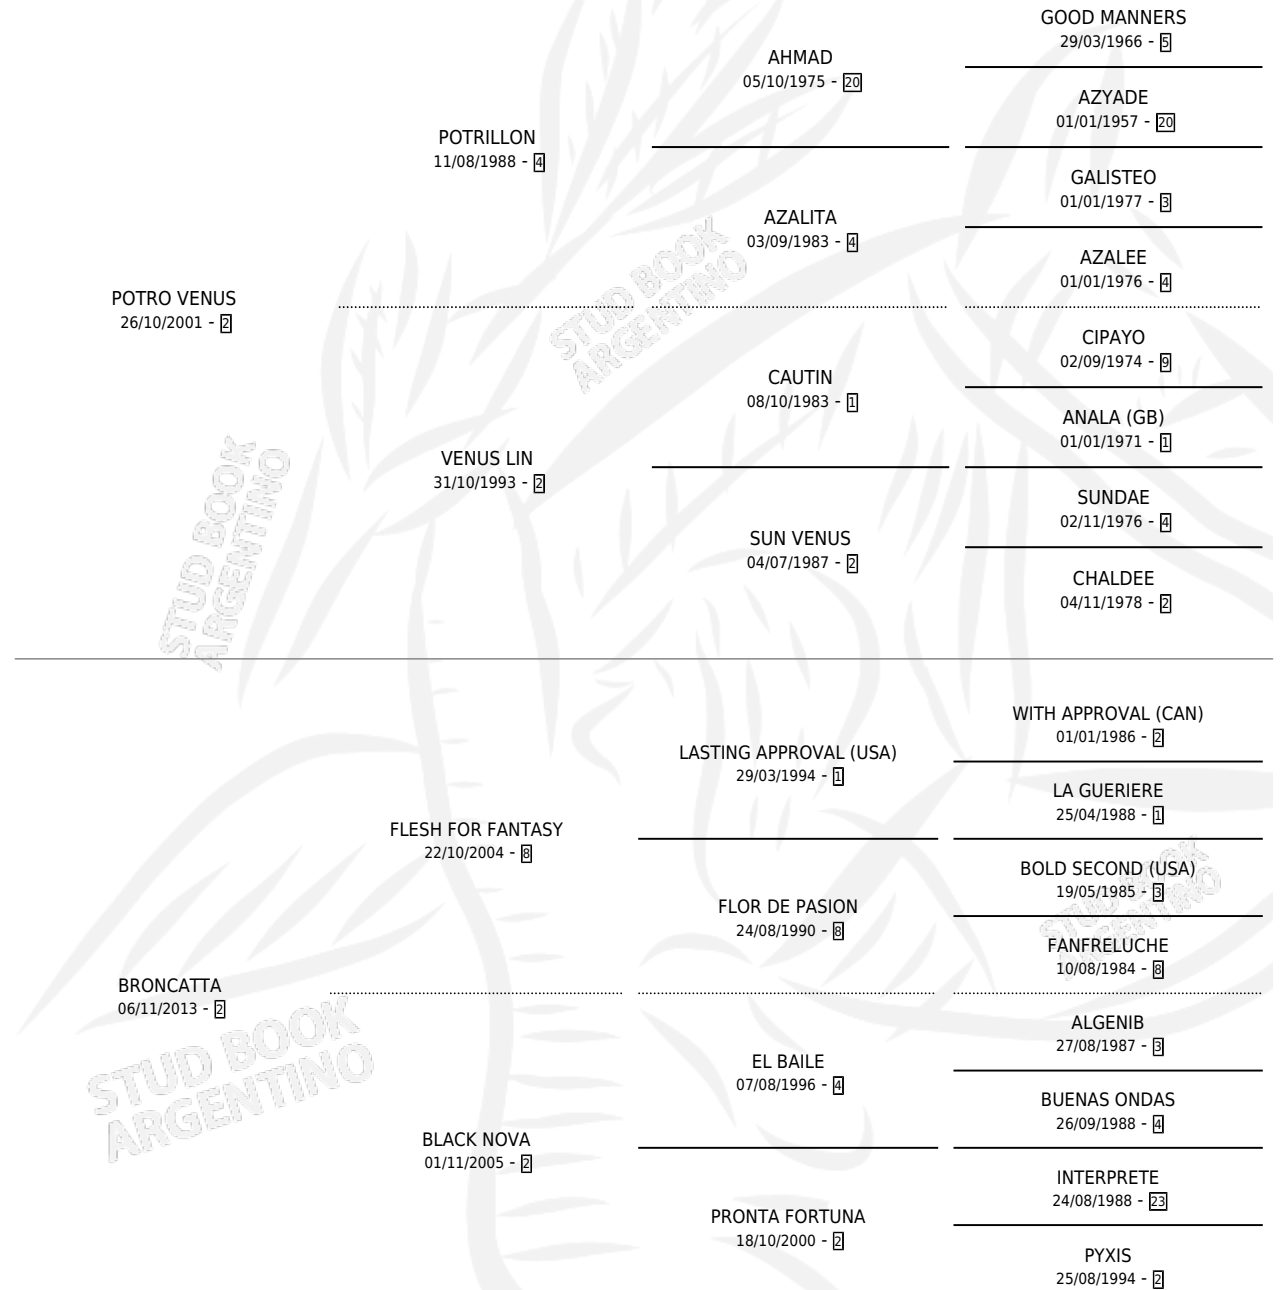 GOOD MANNERS
29/03/1966 - 5
AHMAD
05/10/1975 - 20
AZYADE
01/01/1957 - 20
POTRILLON
11/08/1988 - 4
GALISTEO
01/01/1977 - 3
AZALITA
03/09/1983 - 4
AZALEE
01/01/1976 - 4
POTRO VENUS
26/10/2001 - 2
CIPAYO
02/09/1974 - 9
CAUTIN
08/10/1983 - 1
ANALA (GB)
01/01/1971 - 1
VENUS LIN
31/10/1993 - 2
SUNDAE
02/11/1976 - 4
SUN VENUS
04/07/1987 - 2
CHALDEE
04/11/1978 - 2
STUD BOOK
ARGENTINO
STUD BOOK
ARGENTINO
WITH APPROVAL (CAN)
01/01/1986 - 2
LASTING APPROVAL (USA)
29/03/1994 - 1
LA GUERIERE
25/04/1988 - 1
FLESH FOR FANTASY
22/10/2004 - 8
BOLD SECOND (USA)
19/05/1985 - 3
FLOR DE PASION
24/08/1990 - 8
FANFRELUCHE
10/08/1984 - 8
STUD BOOK
ARGENTINO
BRONCATTA
06/11/2013 - 2
ALGENIB
27/08/1987 - 3
EL BAILE
07/08/1996 - 4
BUENAS ONDAS
26/09/1988 - 4
BLACK NOVA
01/11/2005 - 2
INTERPRETE
24/08/1988 - 23
PRONTA FORTUNA
18/10/2000 - 2
PYXIS
25/08/1994 - 2
STUD BOOK
ARGENTINO